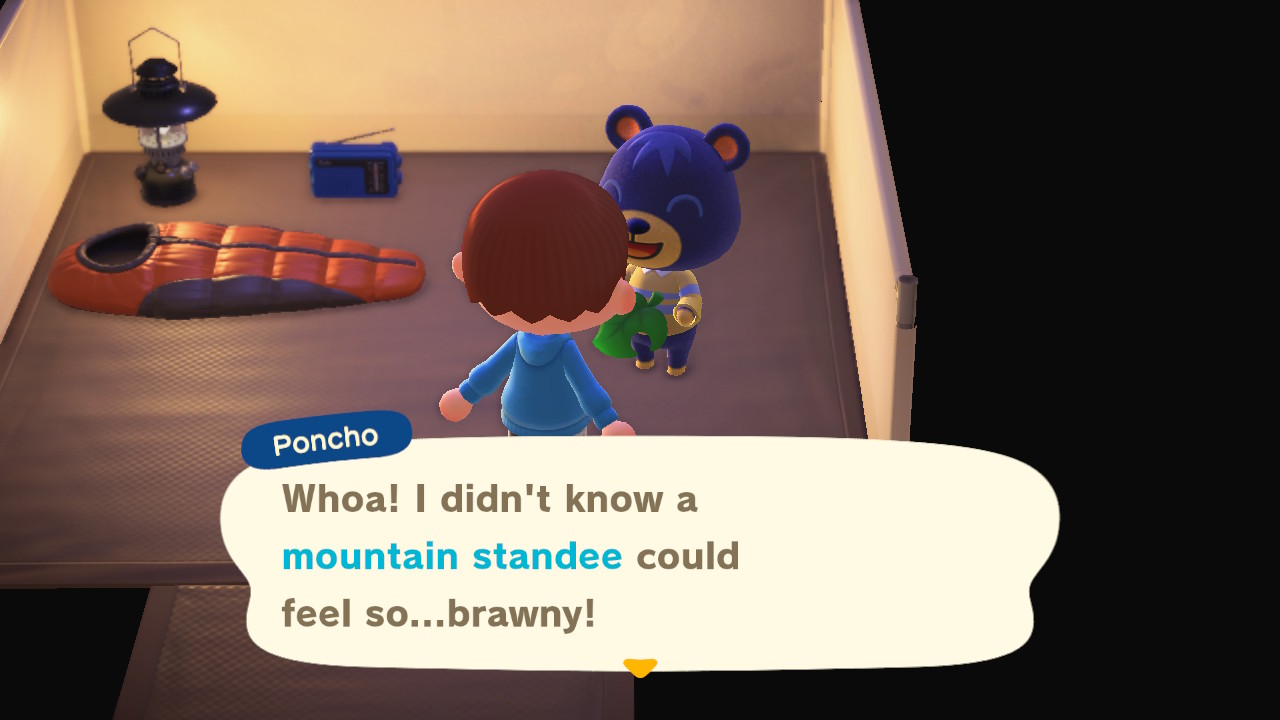 Poncho
Whoa! I didn't know a
mountain standee could
feel so...brawny!